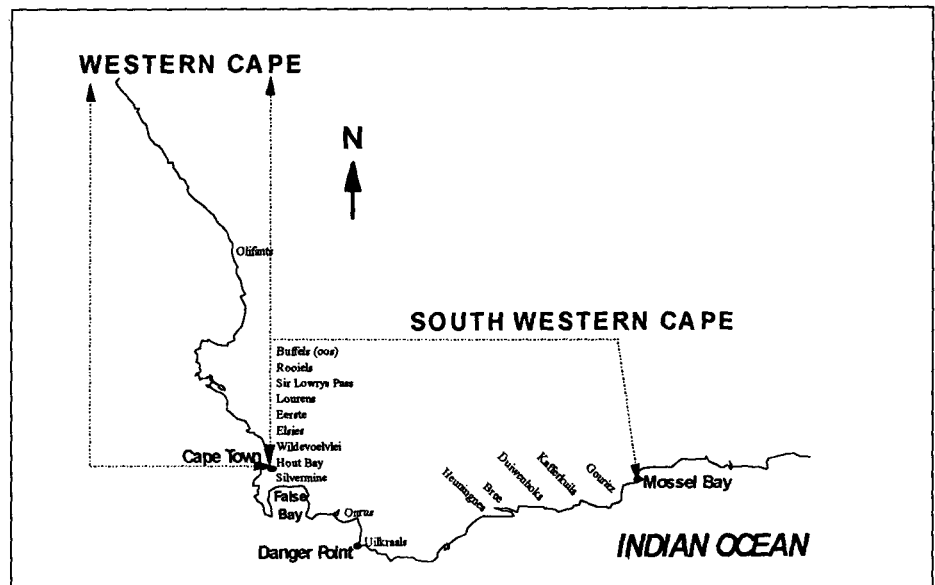 WESTERN CAPE
N
Olifants
SOUTH WESTERN CAPE
Buffels (oos)
Rooiels
Sir Lowrys Pass
Lourens
Eerste
Elsies
Wildevoelvlei
Cape Town
Hout Bay
Silvermine
False
Bay
Onrus
Danger Point
Uilkraals
Heuningnes
Bree
Duiwenhoks
Kafferkuils
Gouritz
Mossel Bay
INDIAN OCEAN